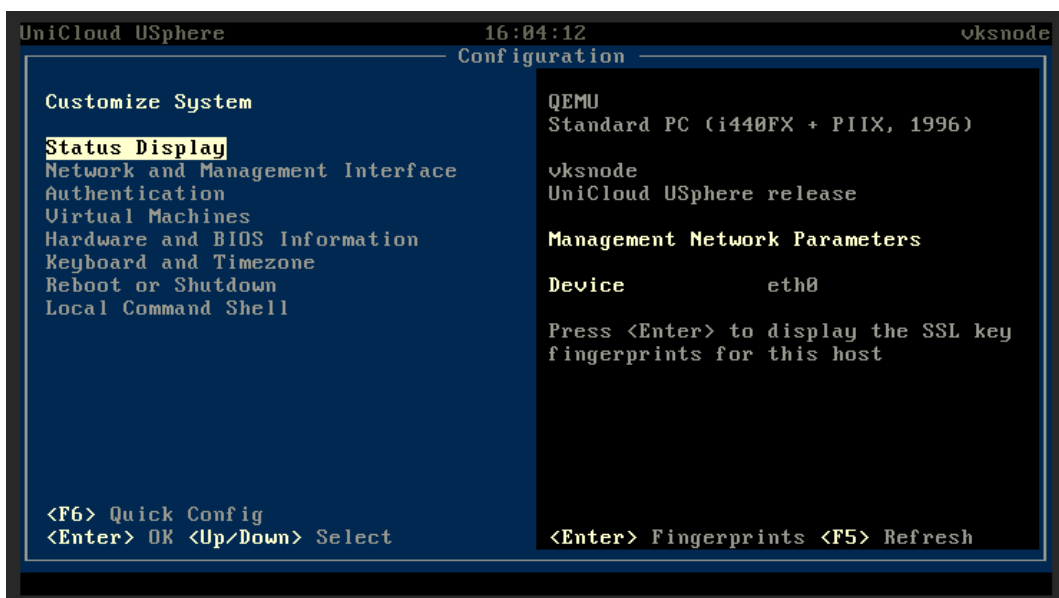 UniCloud USphere 16:04:12 vksnode
Configuration
Customize System
Status Display
Network and Management Interface
Authentication
Virtual Machines
Hardware and BIOS Information
Keyboard and Timezone
Reboot or Shutdown
Local Command Shell
<F6> Quick Config
<Enter> OK <Up/Down> Select
QEMU
Standard PC (i440FX + PIIX, 1996)
vksnode
UniCloud USphere release
Management Network Parameters
Device eth0
Press <Enter> to display the SSL key
fingerprints for this host
<Enter> Fingerprints <F5> Refresh